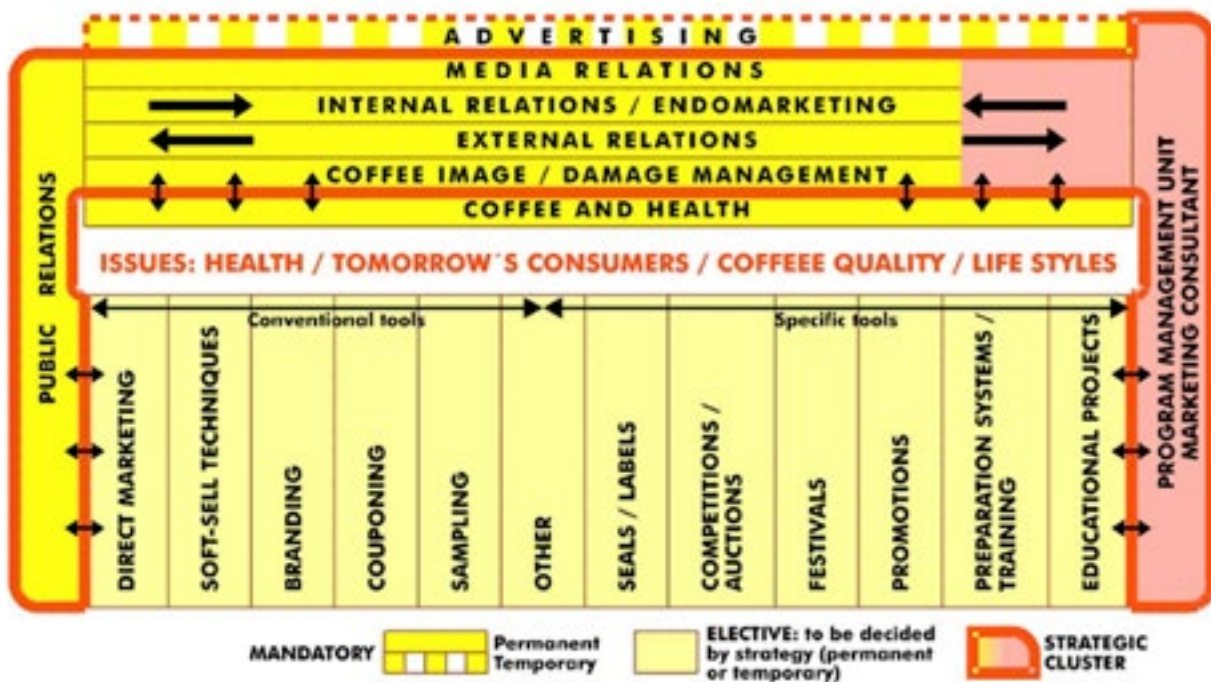 ADVERTISING
MEDIA RELATIONS
INTERNAL RELATIONS / ENDOMARKETING
EXTERNAL RELATIONS
COFFEE IMAGE / DAMAGE MANAGEMENT
COFFEE AND HEALTH
ISSUES: HEALTH / TOMORROW´S CONSUMERS / COFFEEE QUALITY / LIFE STYLES
PUBLIC RELATIONS
Conventional tools
Specific tools
DIRECT MARKETING
SOFT-SELL TECHNIQUES
BRANDING
COUPONING
SAMPLING
OTHER
SEALS / LABELS
COMPETITIONS /
AUCTIONS
FESTIVALS
PROMOTIONS
PREPARATION SYSTEMS /
TRAINING
EDUCATIONAL PROJECTS
PROGRAM MANAGEMENT UNIT
MARKETING CONSULTANT
MANDATORY
Permanent
Temporary
ELECTIVE: to be decided
by strategy (permanent
or temporary)
STRATEGIC
CLUSTER